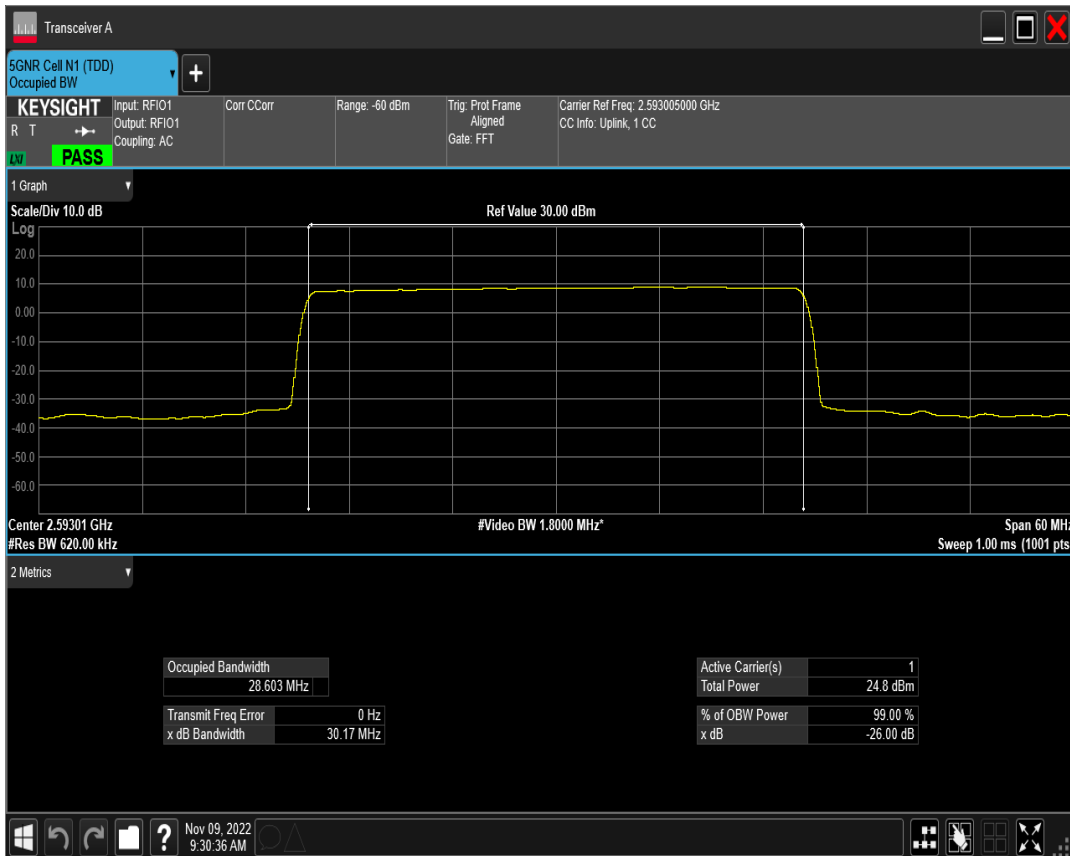 Transceiver A
5GNR Cell N1 (TDD)
Occupied BW
+
KEYSIGHT
R T
LXI
PASS
Input: RFIO1
Output: RFIO1
Coupling: AC
Corr CCorr
Range: -60 dBm
Trig: Prot Frame
Aligned
Gate: FFT
Carrier Ref Freq: 2.593005000 GHz
CC Info: Uplink, 1 CC
1 Graph
Scale/Div 10.0 dB
Ref Value 30.00 dBm
Log
20.0
10.0
0.00
-10.0
-20.0
-30.0
-40.0
-50.0
-60.0
Center 2.59301 GHz
#Video BW 1.8000 MHz*
Span 60 MHz
#Res BW 620.00 kHz
Sweep 1.00 ms (1001 pts
2 Metrics
Occupied Bandwidth
28.603 MHz
Transmit Freq Error 0 Hz
x dB Bandwidth 30.17 MHz
Active Carrier(s) 1
Total Power 24.8 dBm
% of OBW Power 99.00 %
x dB -26.00 dB
?
Nov 09, 2022
9:30:36 AM